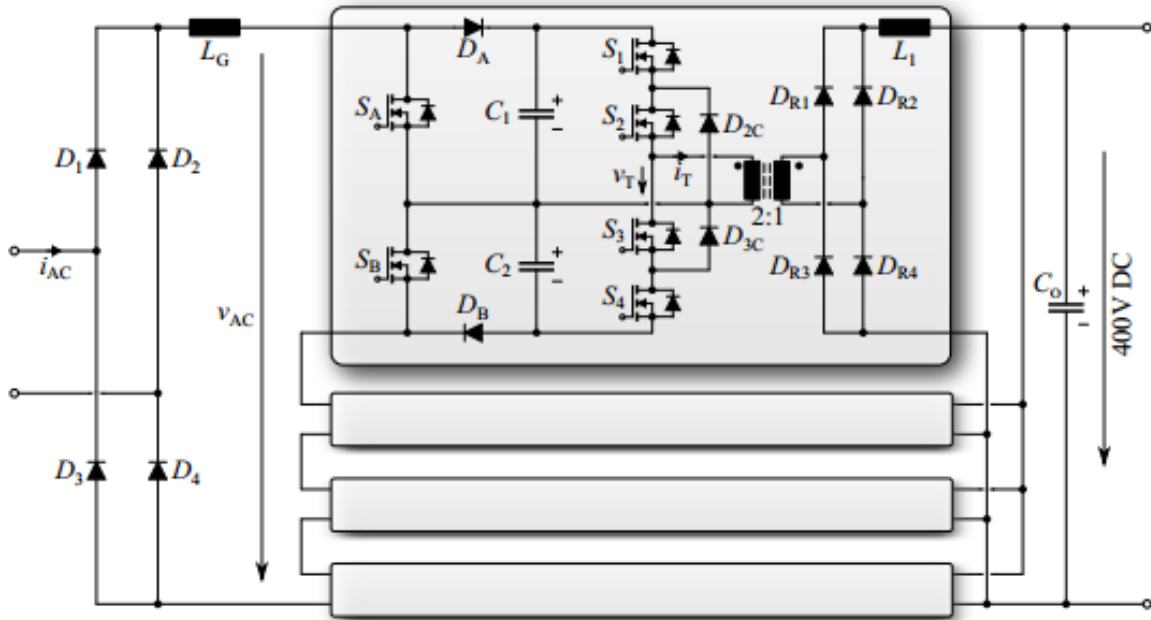 L_G
D_A
S_1
L_1
S_A
C_1
+
−
S_2
D_2C
D_R1
D_R2
D_1
D_2
v_T
i_T
2:1
i_AC
S_B
C_2
+
−
S_3
D_3C
D_R3
D_R4
v_AC
D_B
S_4
C_o
+
−
400V DC
D_3
D_4